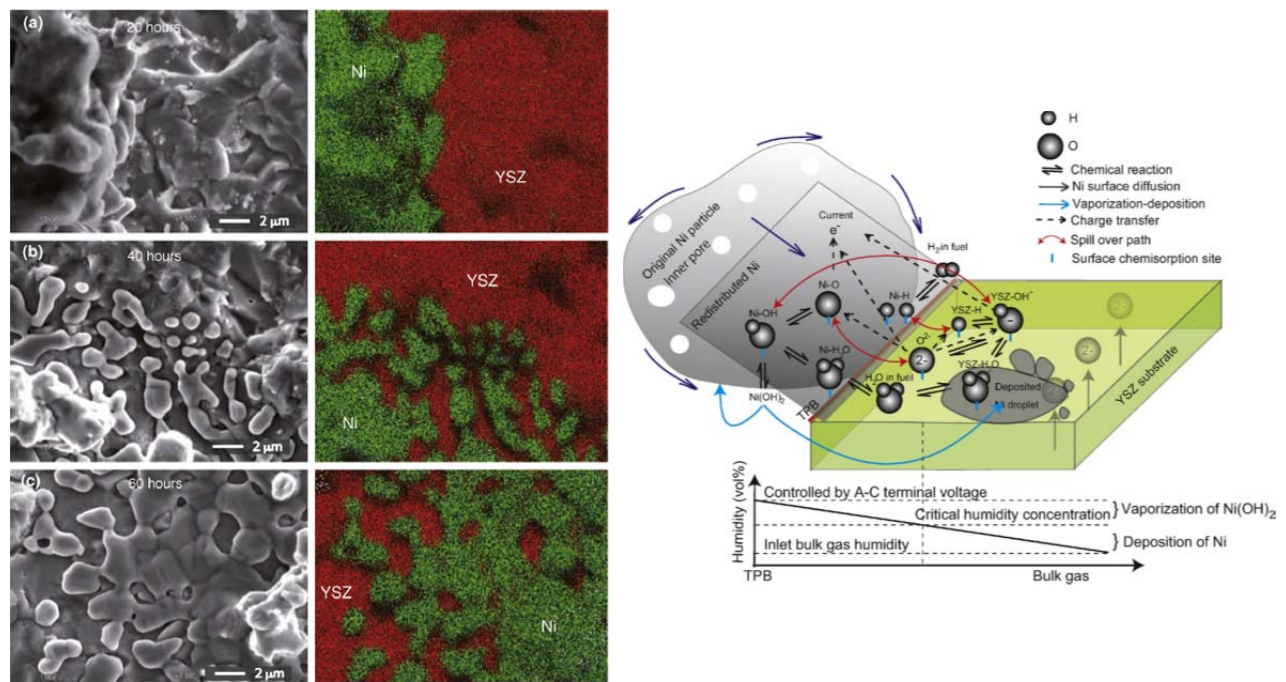 (a)
20 hours
2 μm
Ni
YSZ
(b)
40 hours
2 μm
YSZ
Ni
(c)
60 hours
2 μm
YSZ
Ni
H
O
Chemical reaction
Ni surface diffusion
Vaporization-deposition
Charge transfer
Spill over path
Surface chemisorption site
Original Ni particle
Inner pore
Redistributed Ni
Current
e⁻
H₂ in fuel
Ni-O
Ni-H
YSZ-OH⁻
Ni-OH
YSZ-H
-
O²⁻
2-
2-
2-
Ni-H₂O
H₂O in fuel
YSZ-H₂O
Deposited
Ni droplet
Ni(OH)₂
TPB
YSZ substrate
Humidity (vol%)
Controlled by A-C terminal voltage
Critical humidity concentration
Vaporization of Ni(OH)₂
Inlet bulk gas humidity
Deposition of Ni
TPB
Bulk gas